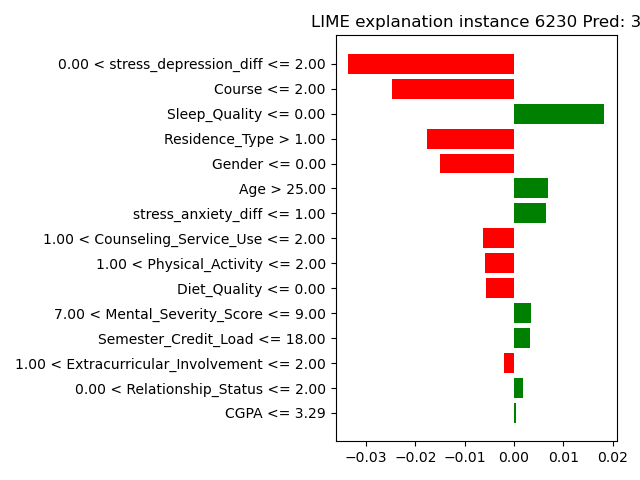 LIME explanation instance 6230 Pred: 3
0.00 < stress_depression_diff <= 2.00
Course <= 2.00
Sleep_Quality <= 0.00
Residence_Type > 1.00
Gender <= 0.00
Age > 25.00
stress_anxiety_diff <= 1.00
1.00 < Counseling_Service_Use <= 2.00
1.00 < Physical_Activity <= 2.00
Diet_Quality <= 0.00
7.00 < Mental_Severity_Score <= 9.00
Semester_Credit_Load <= 18.00
1.00 < Extracurricular_Involvement <= 2.00
0.00 < Relationship_Status <= 2.00
CGPA <= 3.29
−0.03 −0.02 −0.01 0.00 0.01 0.02